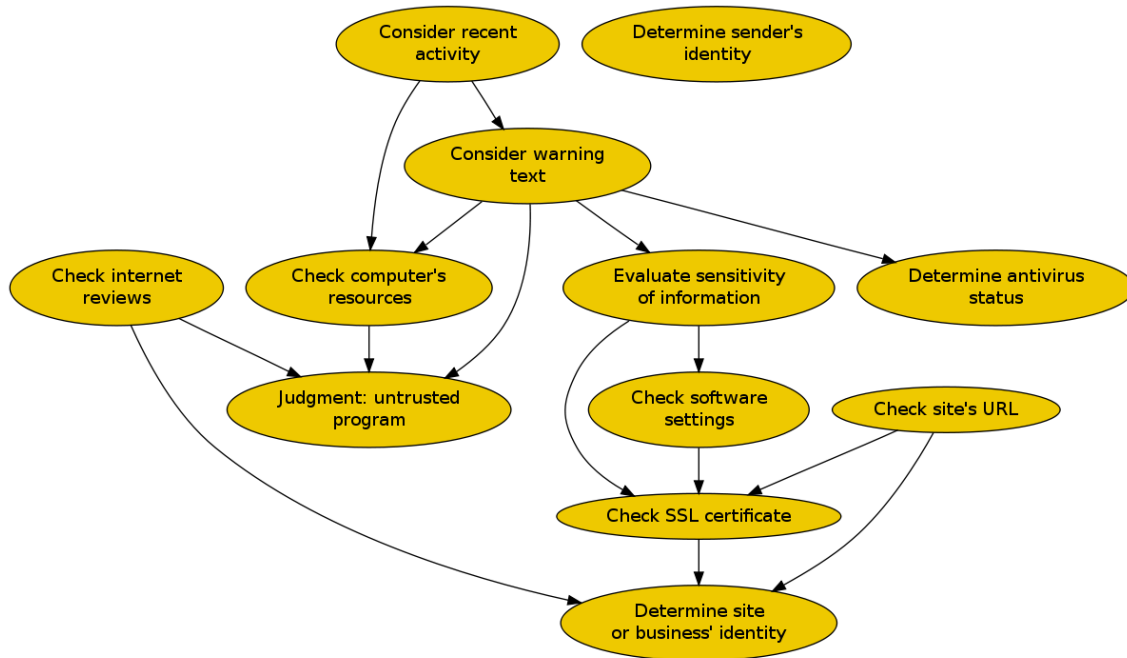 Consider recent
activity
Determine sender's
identity
Consider warning
text
Check internet
reviews
Check computer's
resources
Evaluate sensitivity
of information
Determine antivirus
status
Judgment: untrusted
program
Check software
settings
Check site's URL
Check SSL certificate
Determine site
or business' identity